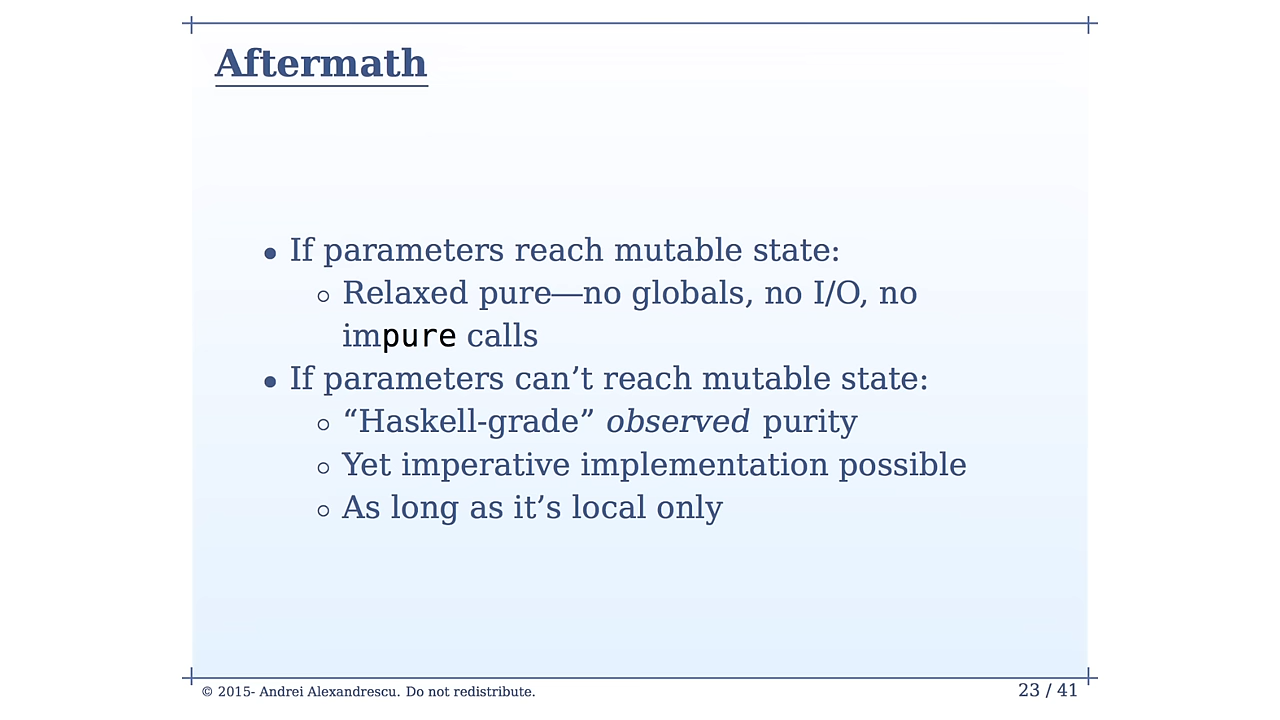 Aftermath
• If parameters reach mutable state:
◦ Relaxed pure—no globals, no I/O, no
impure calls
• If parameters can’t reach mutable state:
◦ “Haskell-grade” observed purity
◦ Yet imperative implementation possible
◦ As long as it’s local only
© 2015- Andrei Alexandrescu. Do not redistribute.
23 / 41